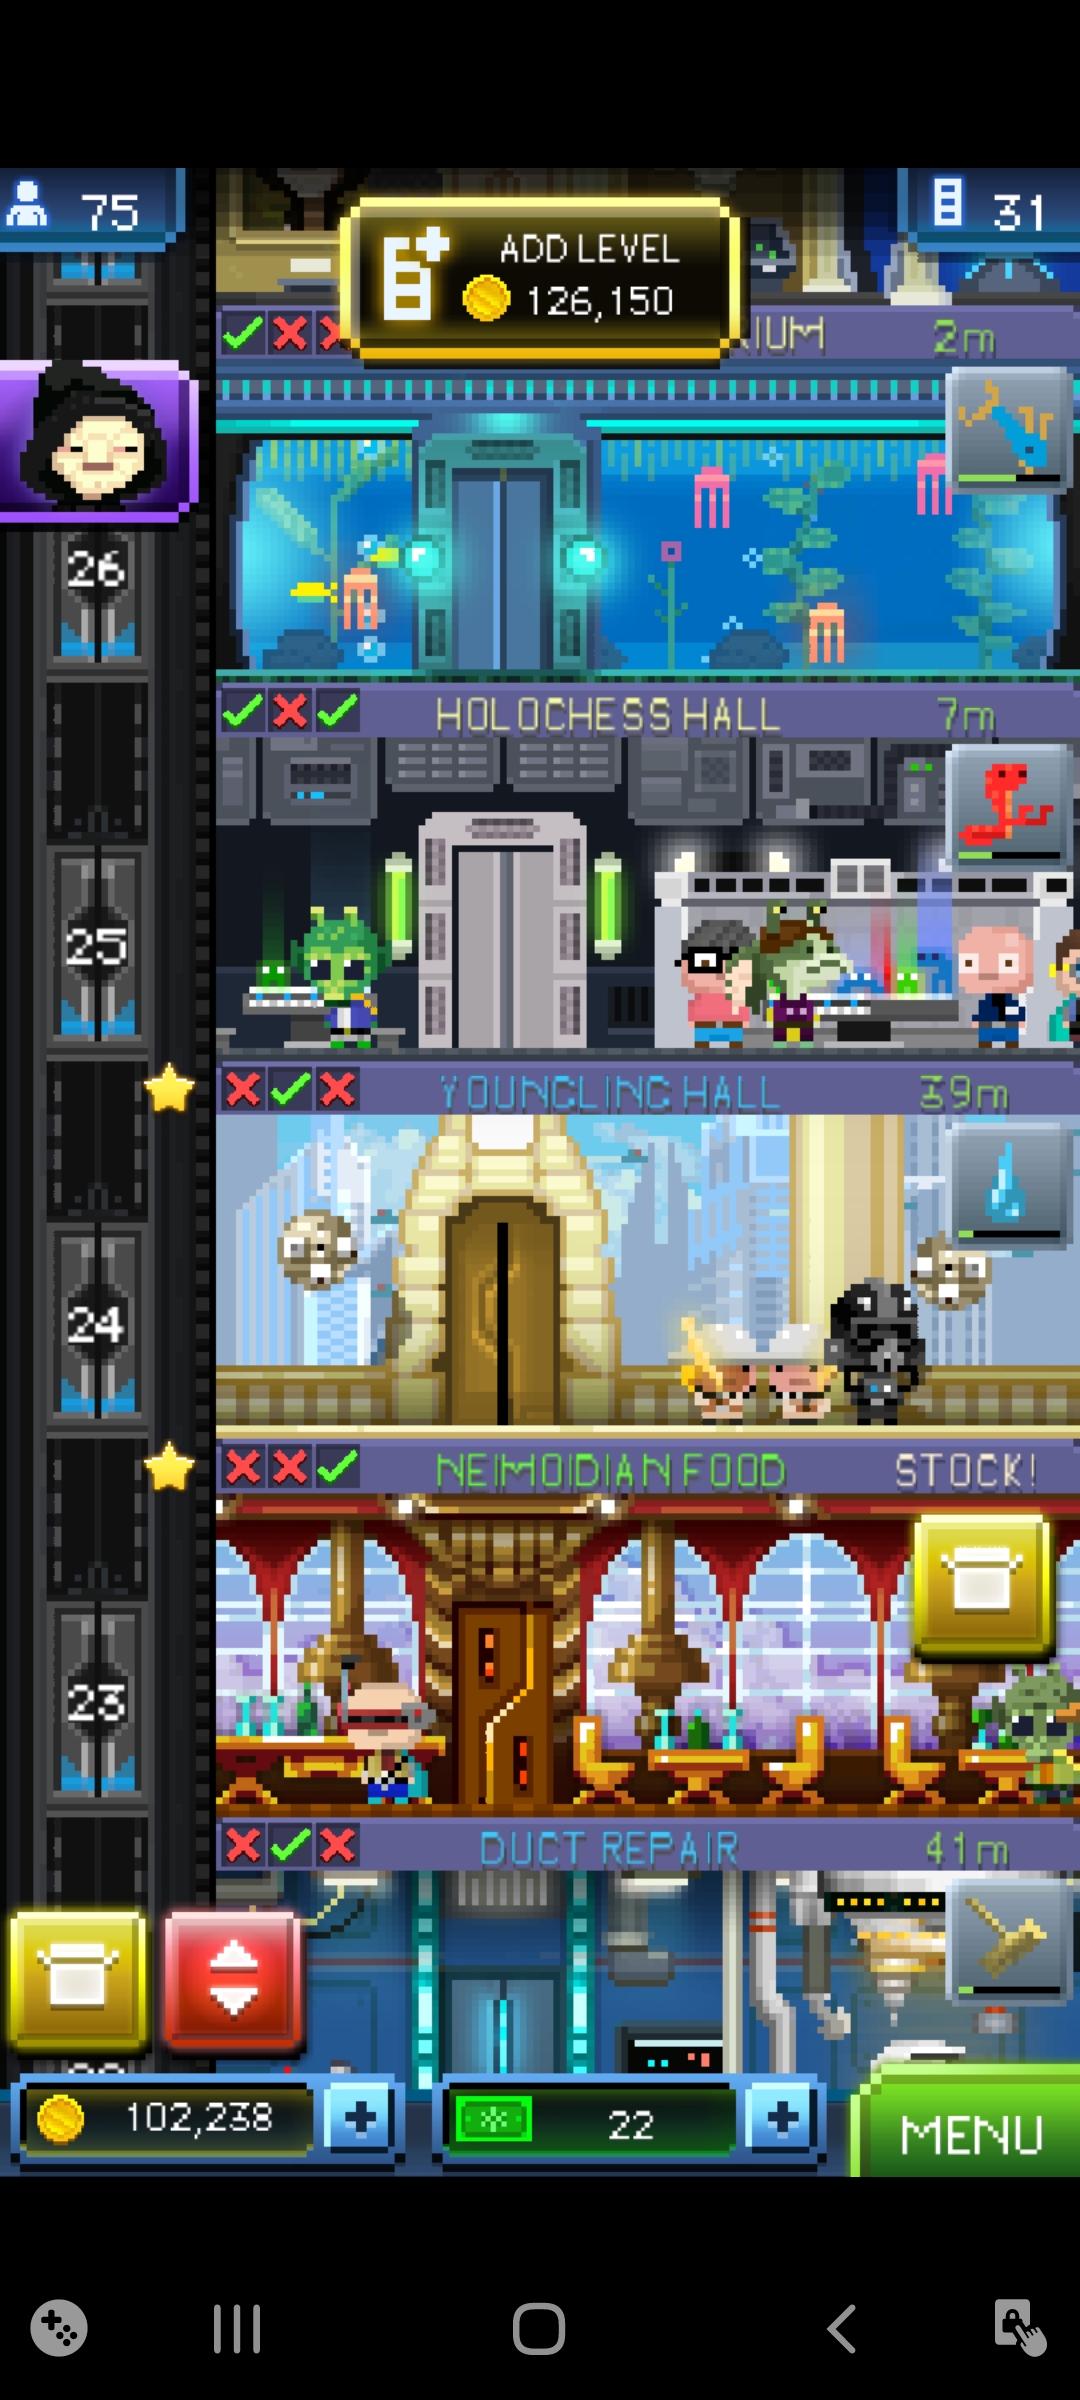 75
ADD LEVEL
126,150
31
2m
26
HOLOCHESS HALL
7m
25
YOUNGLING HALL
39m
24
NEIMOIDIAN FOOD
STOCK!
23
DUCT REPAIR
41m
102,238
22
MENU